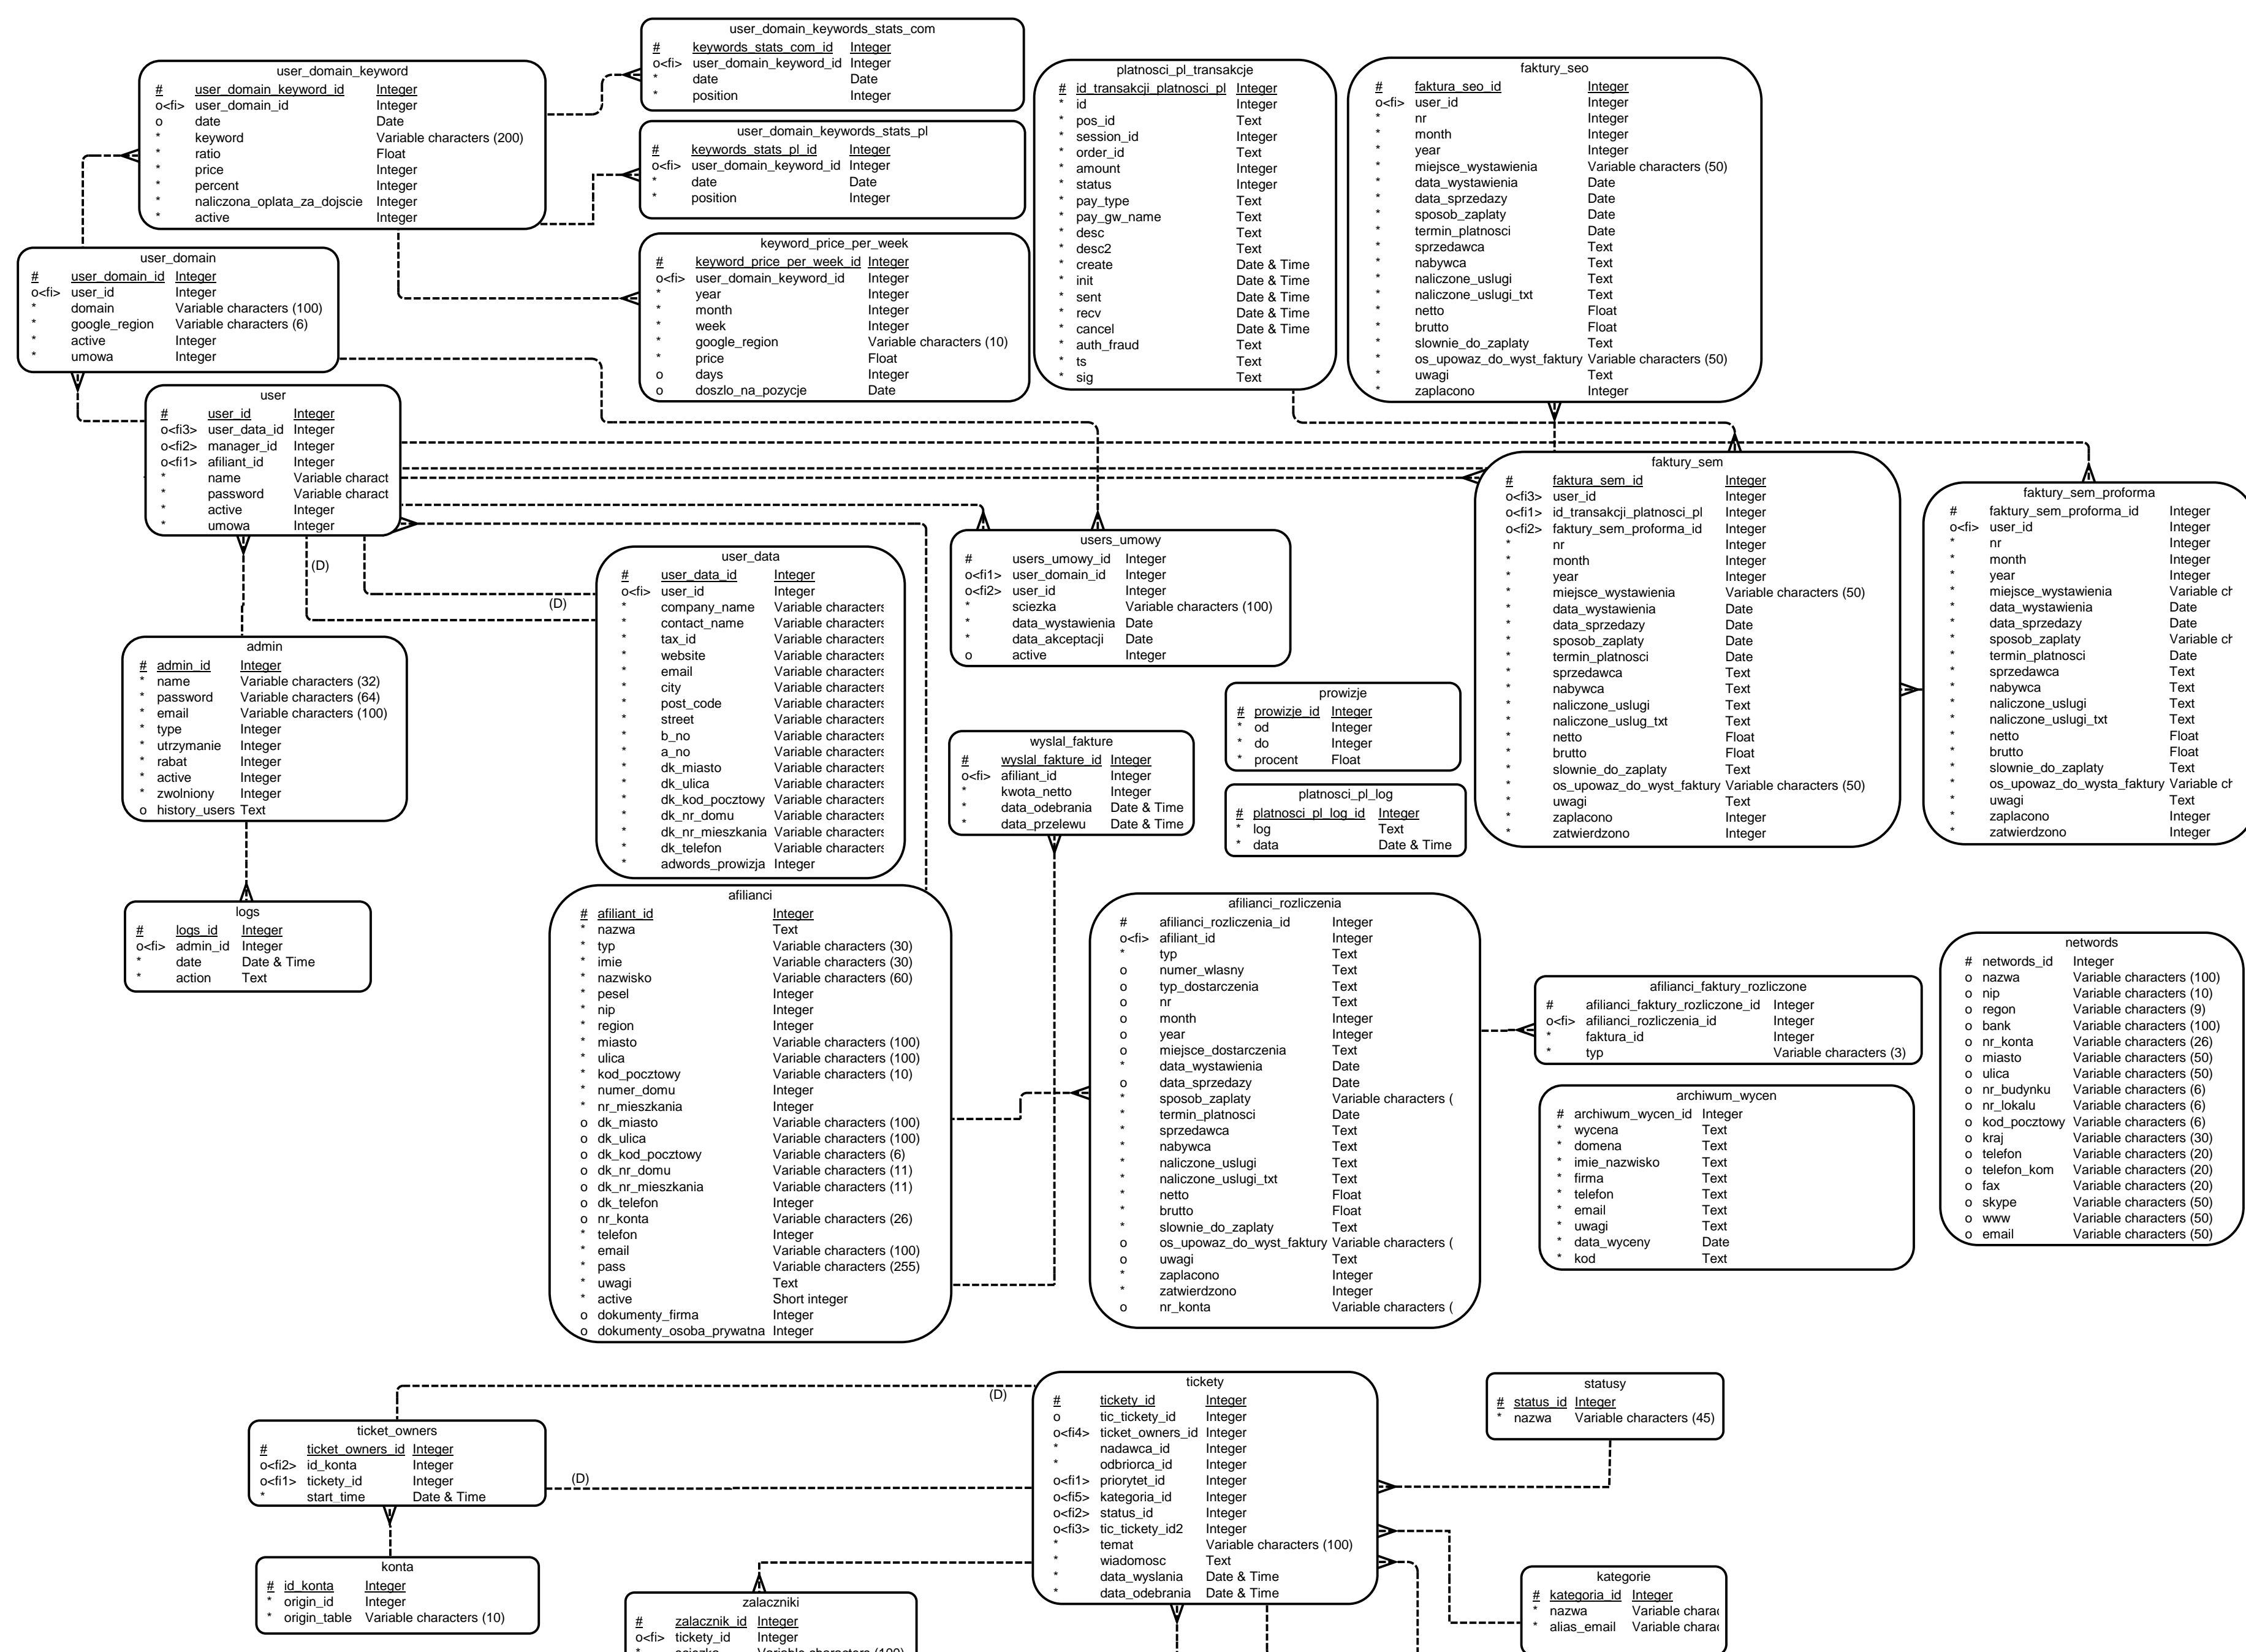 user_domain_keywords_stats_com
# keywords_stats_com_id Integer
o<fi> user_domain_keyword_id Integer
* date Date
* position Integer
user_domain_keyword
# user_domain_keyword_id Integer
o<fi> user_domain_id Integer
o date Date
* keyword Variable characters (200)
* ratio Float
* price Integer
* percent Integer
* naliczona_oplata_za_dojscie Integer
* active Integer
user_domain_keywords_stats_pl
# keywords_stats_pl_id Integer
o<fi> user_domain_keyword_id Integer
* date Date
* position Integer
keyword_price_per_week
# keyword_price_per_week_id Integer
o<fi> user_domain_keyword_id Integer
* year Integer
* month Integer
* week Integer
* google_region Variable characters (10)
* price Float
o days Integer
o doszlo_na_pozycje Date
platnosci_pl_transakcje
# id_transakcji_platnosci_pl Integer
* id Integer
* pos_id Text
* session_id Integer
* order_id Text
* amount Integer
* status Integer
* pay_type Text
* pay_gw_name Text
* desc Text
* desc2 Text
* create Date & Time
* init Date & Time
* sent Date & Time
* recv Date & Time
* cancel Date & Time
* auth_fraud Text
* ts Text
* sig Text
faktury_seo
# faktura_seo_id Integer
o<fi> user_id Integer
* nr Integer
* month Integer
* year Integer
* miejsce_wystawienia Variable characters (50)
* data_wystawienia Date
* data_sprzedazy Date
* sposob_zaplaty Date
* termin_platnosci Date
* sprzedawca Text
* nabywca Text
* naliczone_uslugi Text
* naliczone_uslugi_txt Text
* netto Float
* brutto Float
* slownie_do_zaplaty Text
* os_upowaz_do_wyst_faktury Variable characters (50)
* uwagi Text
* zaplacono Integer
user_domain
# user_domain_id Integer
o<fi> user_id Integer
* domain Variable characters (100)
* google_region Variable characters (6)
* active Integer
* umowa Integer
user
# user_id Integer
o<fi3> user_data_id Integer
o<fi2> manager_id Integer
o<fi1> afiliant_id Integer
* name Variable charact
* password Variable charact
* active Integer
* umowa Integer
(D)
(D)
user_data
# user_data_id Integer
o<fi> user_id Integer
* company_name Variable characters
* contact_name Variable characters
* tax_id Variable characters
* website Variable characters
* email Variable characters
* city Variable characters
* post_code Variable characters
* street Variable characters
* b_no Variable characters
* a_no Variable characters
* dk_miasto Variable characters
* dk_ulica Variable characters
* dk_kod_pocztowy Variable characters
* dk_nr_domu Variable characters
* dk_nr_mieszkania Variable characters
* dk_telefon Variable characters
* adwords_prowizja Integer
users_umowy
# users_umowy_id Integer
o<fi1> user_domain_id Integer
o<fi2> user_id Integer
* sciezka Variable characters (100)
* data_wystawienia Date
* data_akceptacji Date
o active Integer
faktury_sem
# faktura_sem_id Integer
o<fi3> user_id Integer
o<fi1> id_transakcji_platnosci_pl Integer
o<fi2> faktury_sem_proforma_id Integer
* nr Integer
* month Integer
* year Integer
* miejsce_wystawienia Variable characters (50)
* data_wystawienia Date
* data_sprzedazy Date
* sposob_zaplaty Date
* termin_platnosci Date
* sprzedawca Text
* nabywca Text
* naliczone_uslugi Text
* naliczone_uslug_txt Text
* netto Float
* brutto Float
* slownie_do_zaplaty Text
* os_upowaz_do_wyst_faktury Variable characters (50)
* uwagi Text
* zaplacono Integer
* zatwierdzono Integer
faktury_sem_proforma
# faktury_sem_proforma_id Integer
o<fi> user_id Integer
* nr Integer
* month Integer
* year Integer
* miejsce_wystawienia Variable ch
* data_wystawienia Date
* data_sprzedazy Date
* sposob_zaplaty Variable ch
* termin_platnosci Date
* sprzedawca Text
* nabywca Text
* naliczone_uslugi Text
* naliczone_uslugi_txt Text
* netto Float
* brutto Float
* slownie_do_zaplaty Text
* os_upowaz_do_wysta_faktury Variable ch
* uwagi Text
* zaplacono Integer
* zatwierdzono Integer
admin
# admin_id Integer
* name Variable characters (32)
* password Variable characters (64)
* email Variable characters (100)
* type Integer
* utrzymanie Integer
* rabat Integer
* active Integer
* zwolniony Integer
o history_users Text
prowizje
# prowizje_id Integer
* od Integer
* do Integer
* procent Float
wyslal_fakture
# wyslal_fakture_id Integer
o<fi> afiliant_id Integer
* kwota_netto Integer
* data_odebrania Date & Time
* data_przelewu Date & Time
platnosci_pl_log
# platnosci_pl_log_id Integer
* log Text
* data Date & Time
logs
# logs_id Integer
o<fi> admin_id Integer
* date Date & Time
* action Text
afilianci
# afiliant_id Integer
* nazwa Text
* typ Variable characters (30)
* imie Variable characters (30)
* nazwisko Variable characters (60)
* pesel Integer
* nip Integer
* region Integer
* miasto Variable characters (100)
* ulica Variable characters (100)
* kod_pocztowy Variable characters (10)
* numer_domu Integer
* nr_mieszkania Integer
o dk_miasto Variable characters (100)
o dk_ulica Variable characters (100)
o dk_kod_pocztowy Variable characters (6)
o dk_nr_domu Variable characters (11)
o dk_nr_mieszkania Variable characters (11)
o dk_telefon Integer
o nr_konta Variable characters (26)
* telefon Integer
* email Variable characters (100)
* pass Variable characters (255)
* uwagi Text
* active Short integer
o dokumenty_firma Integer
o dokumenty_osoba_prywatna Integer
afilianci_rozliczenia
# afilianci_rozliczenia_id Integer
o<fi> afiliant_id Integer
* typ Text
o numer_wlasny Text
o typ_dostarczenia Text
o nr Text
o month Integer
o year Integer
o miejsce_dostarczenia Text
* data_wystawienia Date
o data_sprzedazy Date
* sposob_zaplaty Variable characters (
* termin_platnosci Date
* sprzedawca Text
* nabywca Text
* naliczone_uslugi Text
* naliczone_uslugi_txt Text
* netto Float
* brutto Float
* slownie_do_zaplaty Text
o os_upowaz_do_wyst_faktury Variable characters (
o uwagi Text
* zaplacono Integer
* zatwierdzono Integer
o nr_konta Variable characters (
afilianci_faktury_rozliczone
# afilianci_faktury_rozliczone_id Integer
o<fi> afilianci_rozliczenia_id Integer
* faktura_id Integer
* typ Variable characters (3)
archiwum_wycen
# archiwum_wycen_id Integer
* wycena Text
* domena Text
* imie_nazwisko Text
* firma Text
* telefon Text
* email Text
* uwagi Text
* data_wyceny Date
* kod Text
networds
# networds_id Integer
o nazwa Variable characters (100)
o nip Variable characters (10)
o regon Variable characters (9)
o bank Variable characters (100)
o nr_konta Variable characters (26)
o miasto Variable characters (50)
o ulica Variable characters (50)
o nr_budynku Variable characters (6)
o nr_lokalu Variable characters (6)
o kod_pocztowy Variable characters (6)
o kraj Variable characters (30)
o telefon Variable characters (20)
o telefon_kom Variable characters (20)
o fax Variable characters (20)
o skype Variable characters (50)
o www Variable characters (50)
o email Variable characters (50)
(D)
(D)
ticket_owners
# ticket_owners_id Integer
o<fi2> id_konta Integer
o<fi1> tickety_id Integer
* start_time Date & Time
konta
# id_konta Integer
* origin_id Integer
* origin_table Variable characters (10)
tickety
# tickety_id Integer
o tic_tickety_id Integer
o<fi4> ticket_owners_id Integer
* nadawca_id Integer
* odbriorca_id Integer
o<fi1> priorytet_id Integer
o<fi5> kategoria_id Integer
o<fi2> status_id Integer
o<fi3> tic_tickety_id2 Integer
* temat Variable characters (100)
* wiadomosc Text
* data_wyslania Date & Time
* data_odebrania Date & Time
statusy
# status_id Integer
* nazwa Variable characters (45)
kategorie
# kategoria_id Integer
* nazwa Variable charac
* alias_email Variable charac
zalaczniki
# zalacznik_id Integer
o<fi> tickety_id Integer